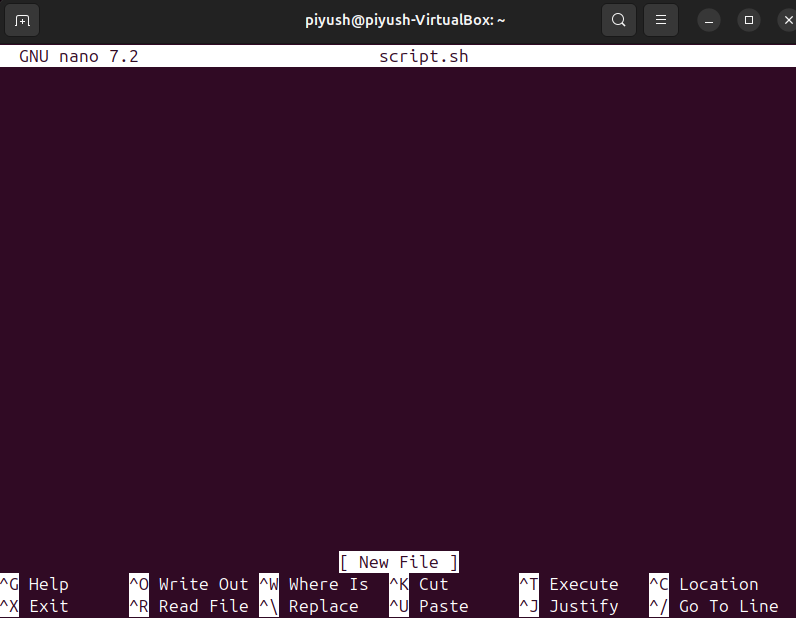 piyush@piyush-VirtualBox: ~
GNU nano 7.2 script.sh
[ New File ]
^G Help ^O Write Out ^W Where Is ^K Cut ^T Execute ^C Location
^X Exit ^R Read File ^\ Replace ^U Paste ^J Justify ^/ Go To Line